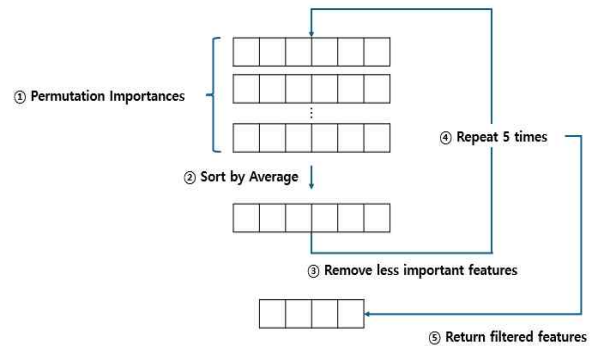 ① Permutation Importances
② Sort by Average
③ Remove less important features
④ Repeat 5 times
⑤ Return filtered features